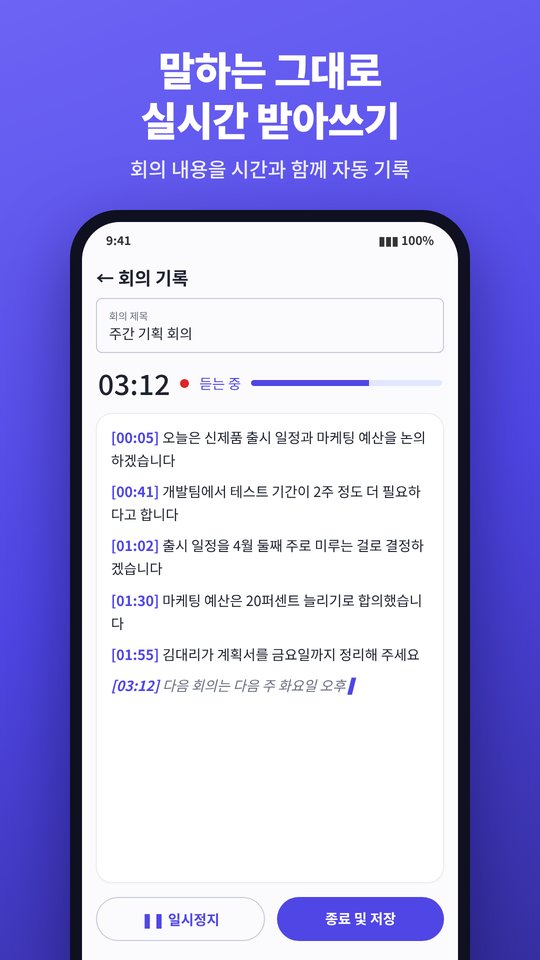 말하는 그대로
실시간 받아쓰기
회의 내용을 시간과 함께 자동 기록
9:41
100%
← 회의 기록
회의 제목
주간 기획 회의
03:12
듣는 중
[00:05] 오늘은 신제품 출시 일정과 마케팅 예산을 논의
하겠습니다
[00:41] 개발팀에서 테스트 기간이 2주 정도 더 필요하
다고 합니다
[01:02] 출시 일정을 4월 둘째 주로 미루는 걸로 결정하
겠습니다
[01:30] 마케팅 예산은 20퍼센트 늘리기로 합의했습니
다
[01:55] 김대리가 계획서를 금요일까지 정리해 주세요
[03:12] 다음 회의는 다음 주 화요일 오후
일시정지
종료 및 저장